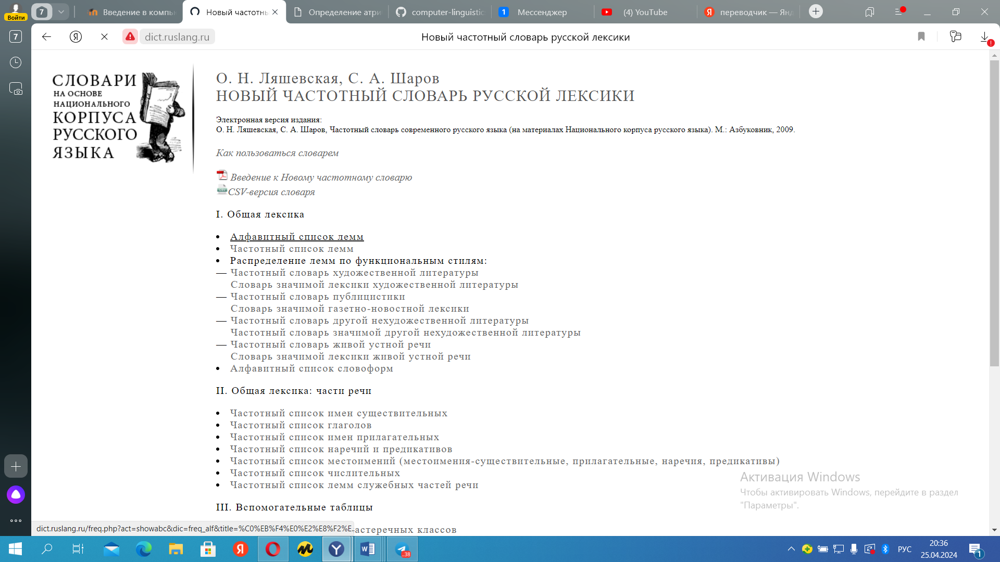 Войти
7
Введение в компь
Новый частотнь
Определение атри
computer-linguistic
1
Мессенджер
(4) YouTube
Я
переводчик — Янд
7
Я
dict.ruslang.ru
Новый частотный словарь русской лексики
СЛОВАРИ
НА ОСНОВЕ
НАЦИОНАЛЬНОГО
КОРПУСА
РУССКОГО
ЯЗЫКА
О. Н. Ляшевская, С. А. Шаров
НОВЫЙ ЧАСТОТНЫЙ СЛОВАРЬ РУССКОЙ ЛЕКСИКИ
Электронная версия издания:
О. Н. Ляшевская, С. А. Шаров, Частотный словарь современного русского языка (на материалах Национального корпуса русского языка). М.: Азбуковник, 2009.
Как пользоваться словарем
Введение к Новому частотному словарю
CSV-версия словаря
I. Общая лексика
• Алфавитный список лемм
• Частотный список лемм
• Распределение лемм по функциональным стилям:
— Частотный словарь художественной литературы
Словарь значимой лексики художественной литературы
— Частотный словарь публицистики
Словарь значимой газетно-новостной лексики
— Частотный словарь другой нехудожественной литературы
Частотный словарь значимой другой нехудожественной литературы
— Частотный словарь живой устной речи
Словарь значимой лексики живой устной речи
• Алфавитный список словоформ
II. Общая лексика: части речи
• Частотный список имен существительных
• Частотный список глаголов
• Частотный список имен прилагательных
• Частотный список наречий и предикативов
• Частотный список местоимений (местоимения-существительные, прилагательные, наречия, предикативы)
• Частотный список числительных
• Частотный список лемм служебных частей речи
III. Вспомогательные таблицы
астеречных классов
Активация Windows
Чтобы активировать Windows, перейдите в раздел
"Параметры".
dict.ruslang.ru/freq.php?act=showabc&dic=freq_alf&title=%C0%EB%F4%E0%E2%E8%F2%E...
..38
РУС
20:36
25.04.2024
1